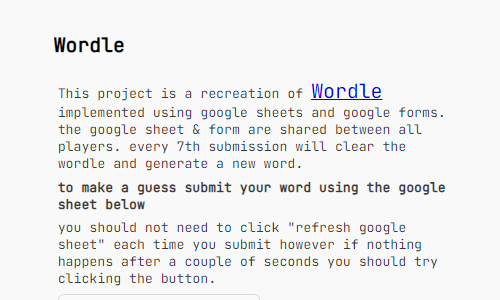 Wordle
This project is a recreation of Wordle
implemented using google sheets and google forms.
the google sheet & form are shared between all
players. every 7th submission will clear the
wordle and generate a new word.
to make a guess submit your word using the google
sheet below
you should not need to click "refresh google
sheet" each time you submit however if nothing
happens after a couple of seconds you should try
clicking the button.